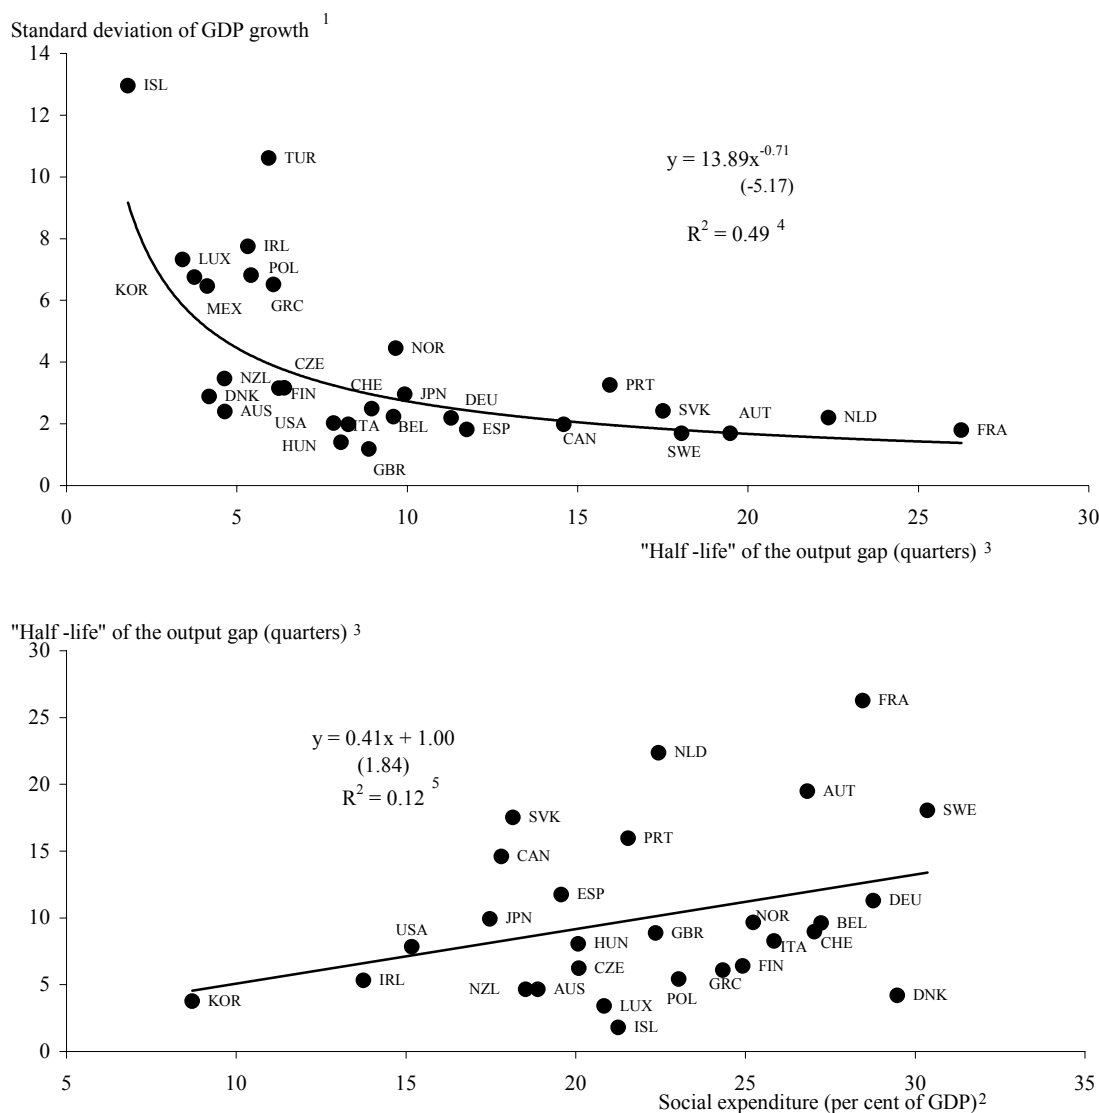 Standard deviation of GDP growth 1
14
ISL
12
TUR
10
y = 13.89x^-0.71
(-5.17)
R^2 = 0.49 4
8
IRL
LUX
POL
KOR
MEX
GRC
6
4
NOR
CZE
NZL
FIN
CHE
JPN
DEU
PRT
DNK
AUS
USA
ITA
BEL
ESP
SVK
AUT
NLD
FRA
2
HUN
GBR
CAN
SWE
0
0 5 10 15 20 25 30
"Half -life" of the output gap (quarters) 3
"Half -life" of the output gap (quarters) 3
30
FRA
25
y = 0.41x + 1.00
(1.84)
R^2 = 0.12 5
NLD
20
AUT
SWE
SVK
PRT
15
CAN
ESP
DEU
10
USA
JPN
HUN
GBR
NOR
BEL
ITA
CHE
CZE
FIN
5
KOR
IRL
NZL
AUS
POL
GRC
DNK
LUX
ISL
0
5 10 15 20 25 30 35
Social expenditure (per cent of GDP)2